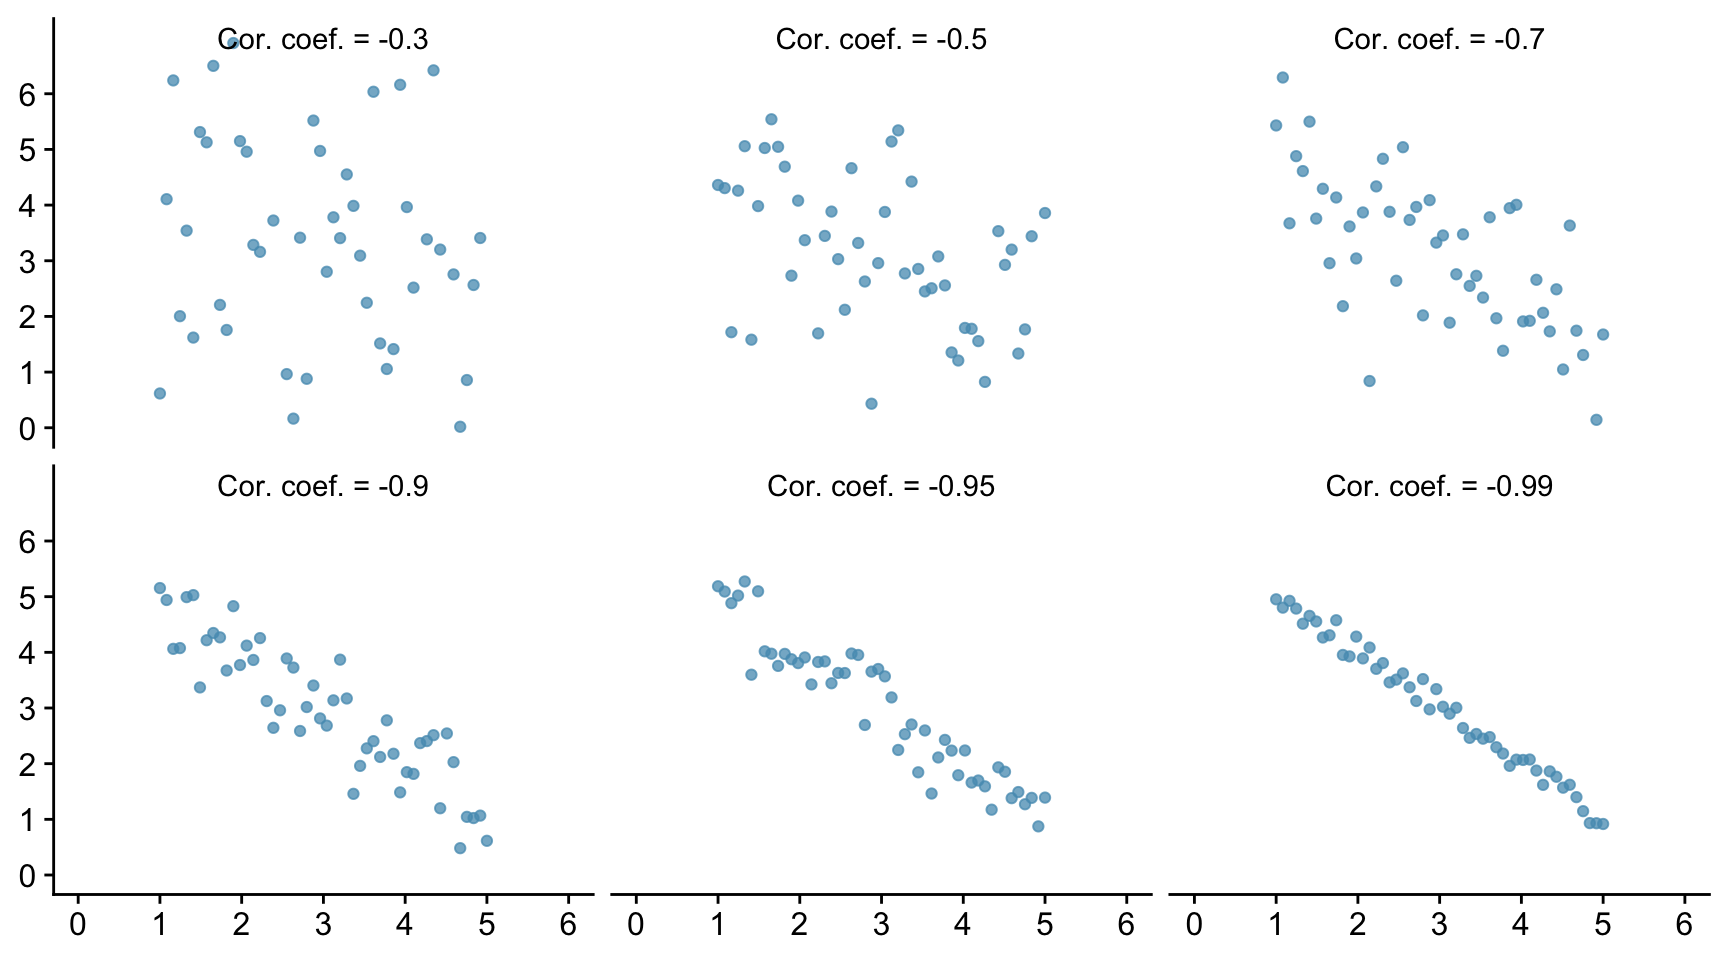 Cor. coef. = -0.3
Cor. coef. = -0.5
Cor. coef. = -0.7
6
5
4
3
2
1
0
Cor. coef. = -0.9
Cor. coef. = -0.95
Cor. coef. = -0.99
6
5
4
3
2
1
0
0 1 2 3 4 5 6
0 1 2 3 4 5 6
0 1 2 3 4 5 6